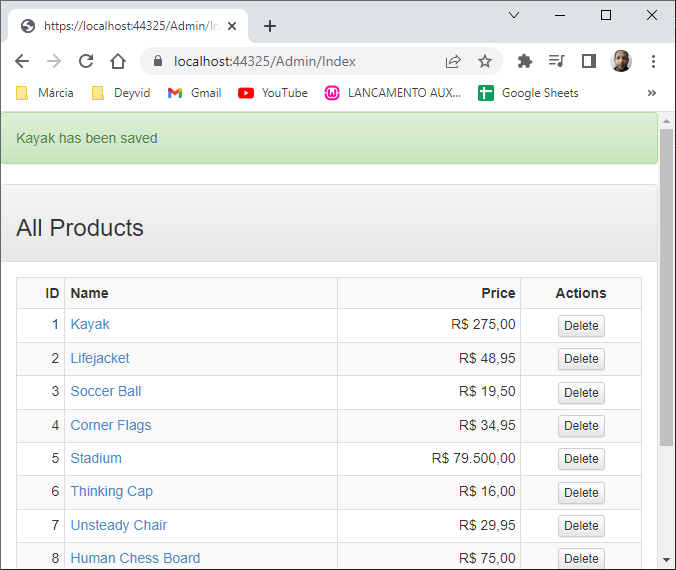 https://localhost:44325/Admin/In
localhost:44325/Admin/Index
Márcia Deyvid Gmail YouTube LANCAMENTO AUX... Google Sheets »
Kayak has been saved
All Products
ID Name Price Actions
1 Kayak R$ 275,00 Delete
2 Lifejacket R$ 48,95 Delete
3 Soccer Ball R$ 19,50 Delete
4 Corner Flags R$ 34,95 Delete
5 Stadium R$ 79.500,00 Delete
6 Thinking Cap R$ 16,00 Delete
7 Unsteady Chair R$ 29,95 Delete
8 Human Chess Board R$ 75,00 Delete